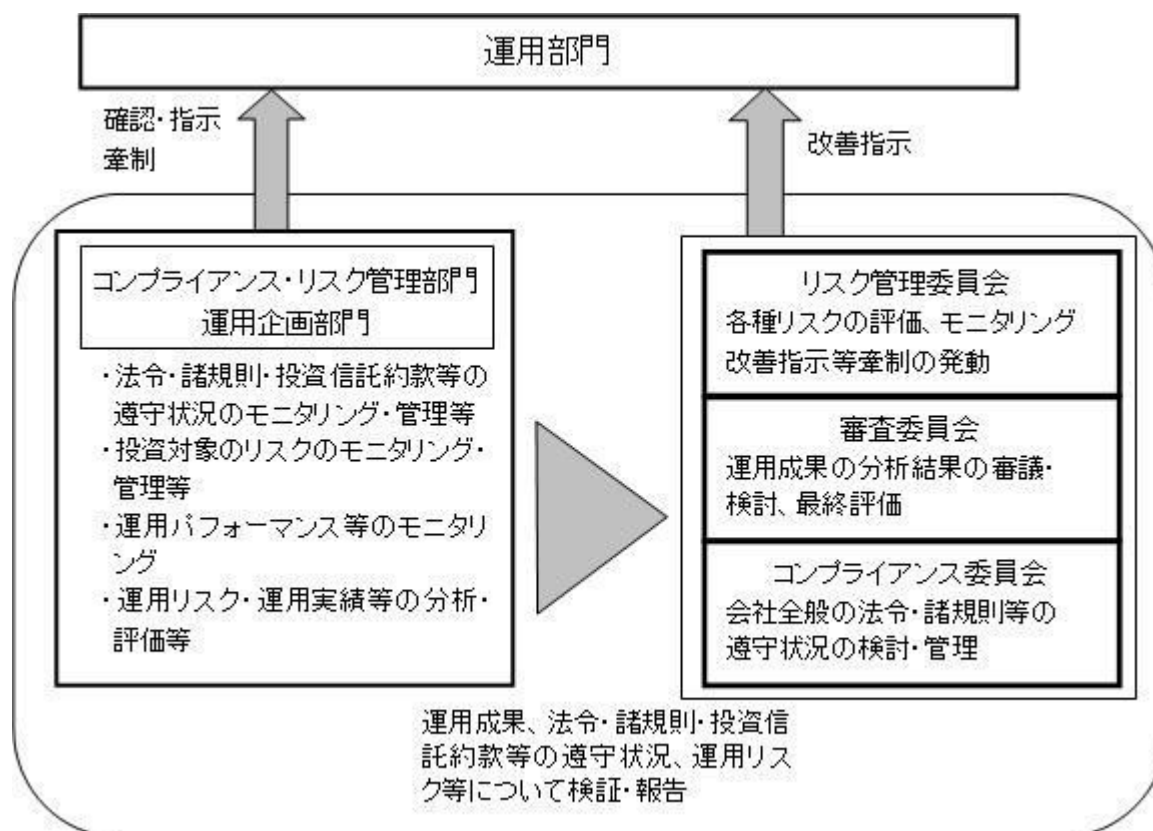 運用部門
確認・指示
牽制
改善指示
コンプライアンス・リスク管理部門
運用企画部門
・法令・諸規則・投資信託約款等の
遵守状況のモニタリング・管理等
・投資対象のリスクのモニタリング・
管理等
・運用パフォーマンス等のモニタリ
ング
・運用リスク・運用実績等の分析・
評価等
リスク管理委員会
各種リスクの評価、モニタリング
改善指示等牽制の発動
審査委員会
運用成果の分析結果の審議・
検討、最終評価
コンプライアンス委員会
会社全般の法令・諸規則等の
遵守状況の検討・管理
運用成果、法令・諸規則・投資信
託約款等の遵守状況、運用リス
ク等について検証・報告